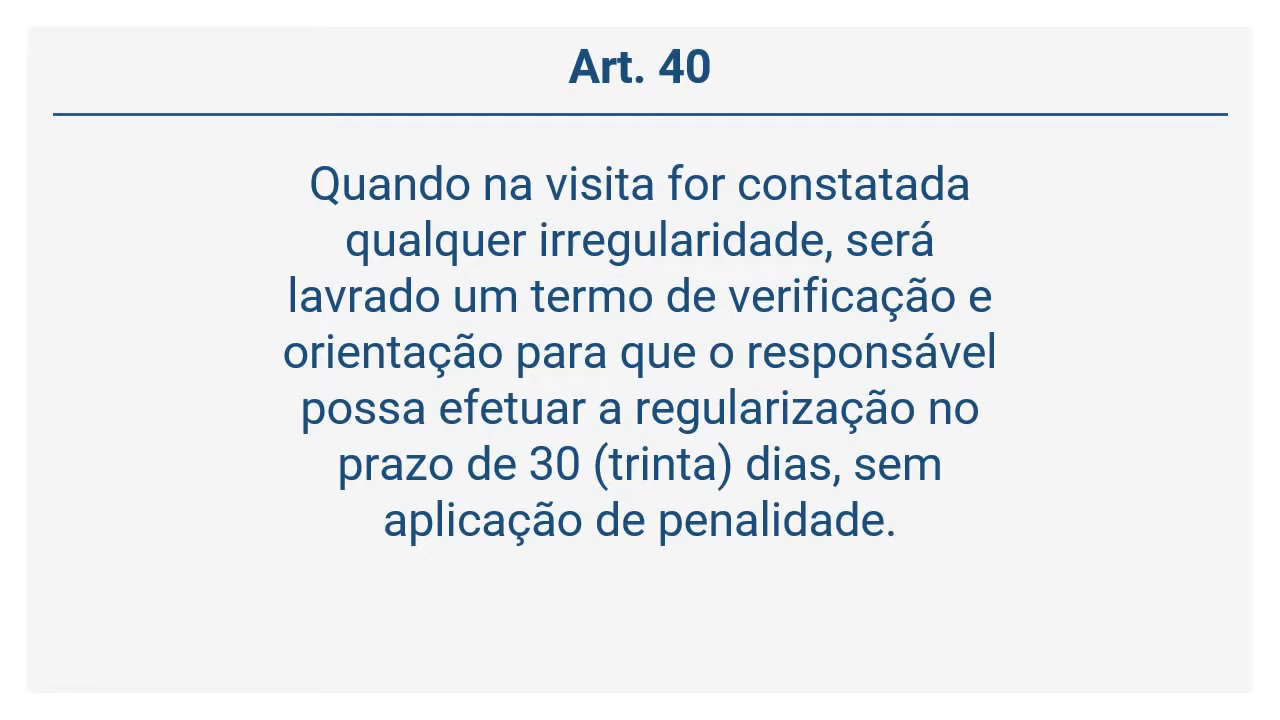 Art. 40
Quando na visita for constatada
qualquer irregularidade, será
lavrado um termo de verificação e
orientação para que o responsável
possa efetuar a regularização no
prazo de 30 (trinta) dias, sem
aplicação de penalidade.